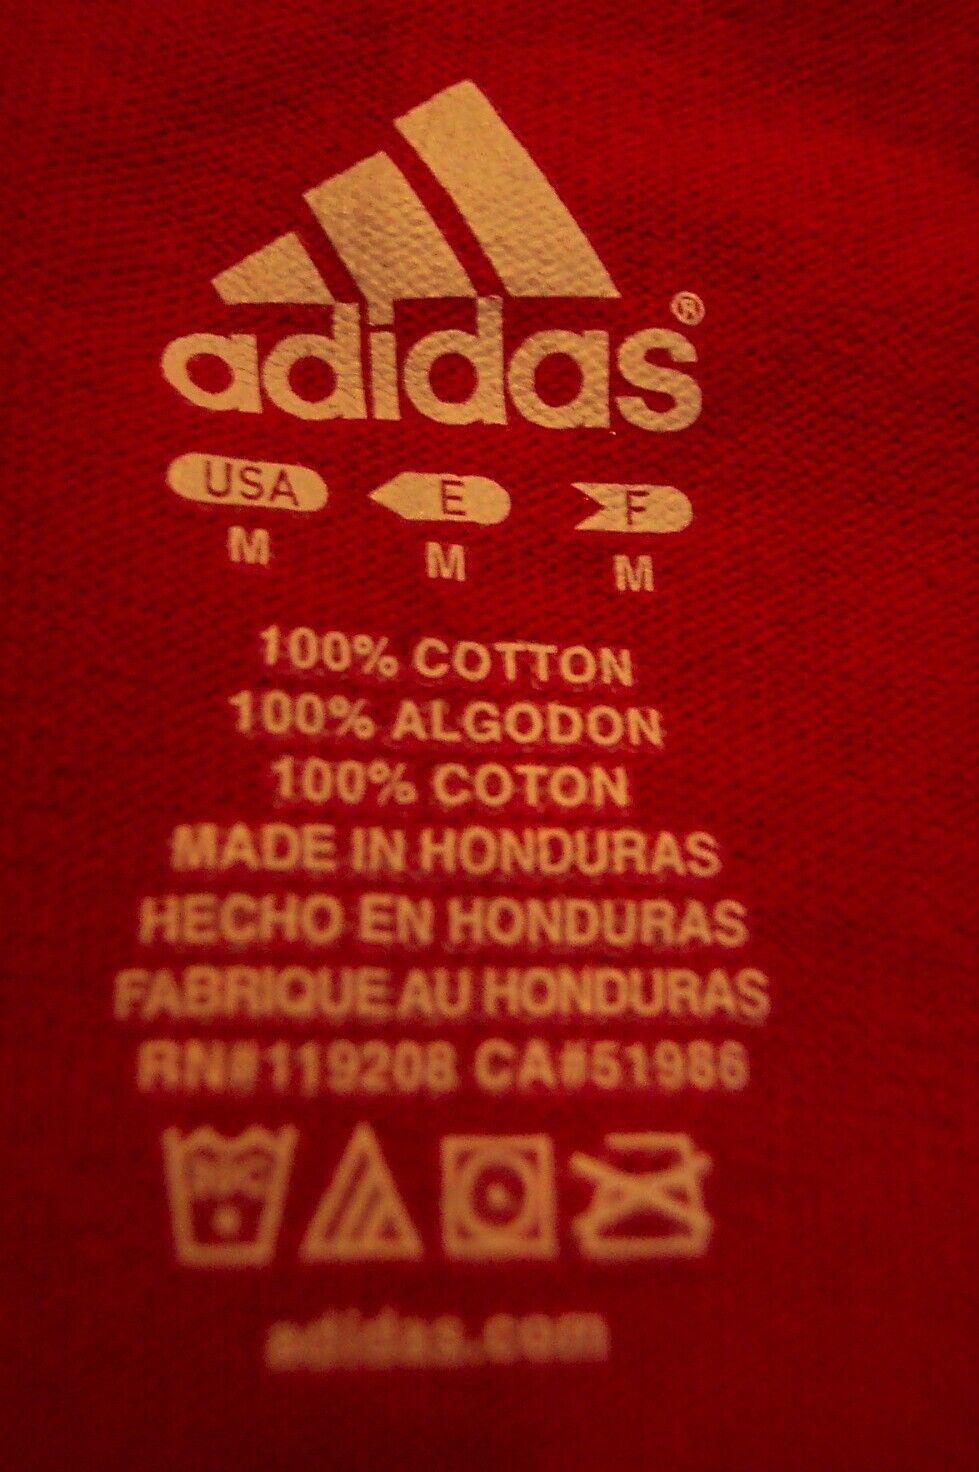 adidas®
USA E F
M M M
100% COTTON
100% ALGODON
100% COTON
MADE IN HONDURAS
HECHO EN HONDURAS
FABRIQUE AU HONDURAS
RN#119208 CA#51986
adidas.com